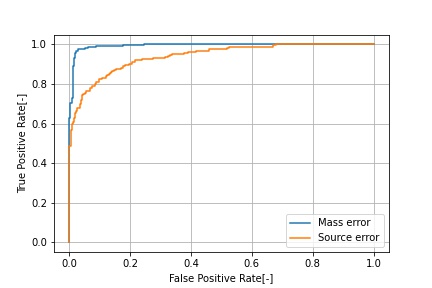 1.0
0.8
0.6
0.4
0.2
0.0
True Positive Rate[-]
Mass error
Source error
0.0 0.2 0.4 0.6 0.8 1.0
False Positive Rate[-]